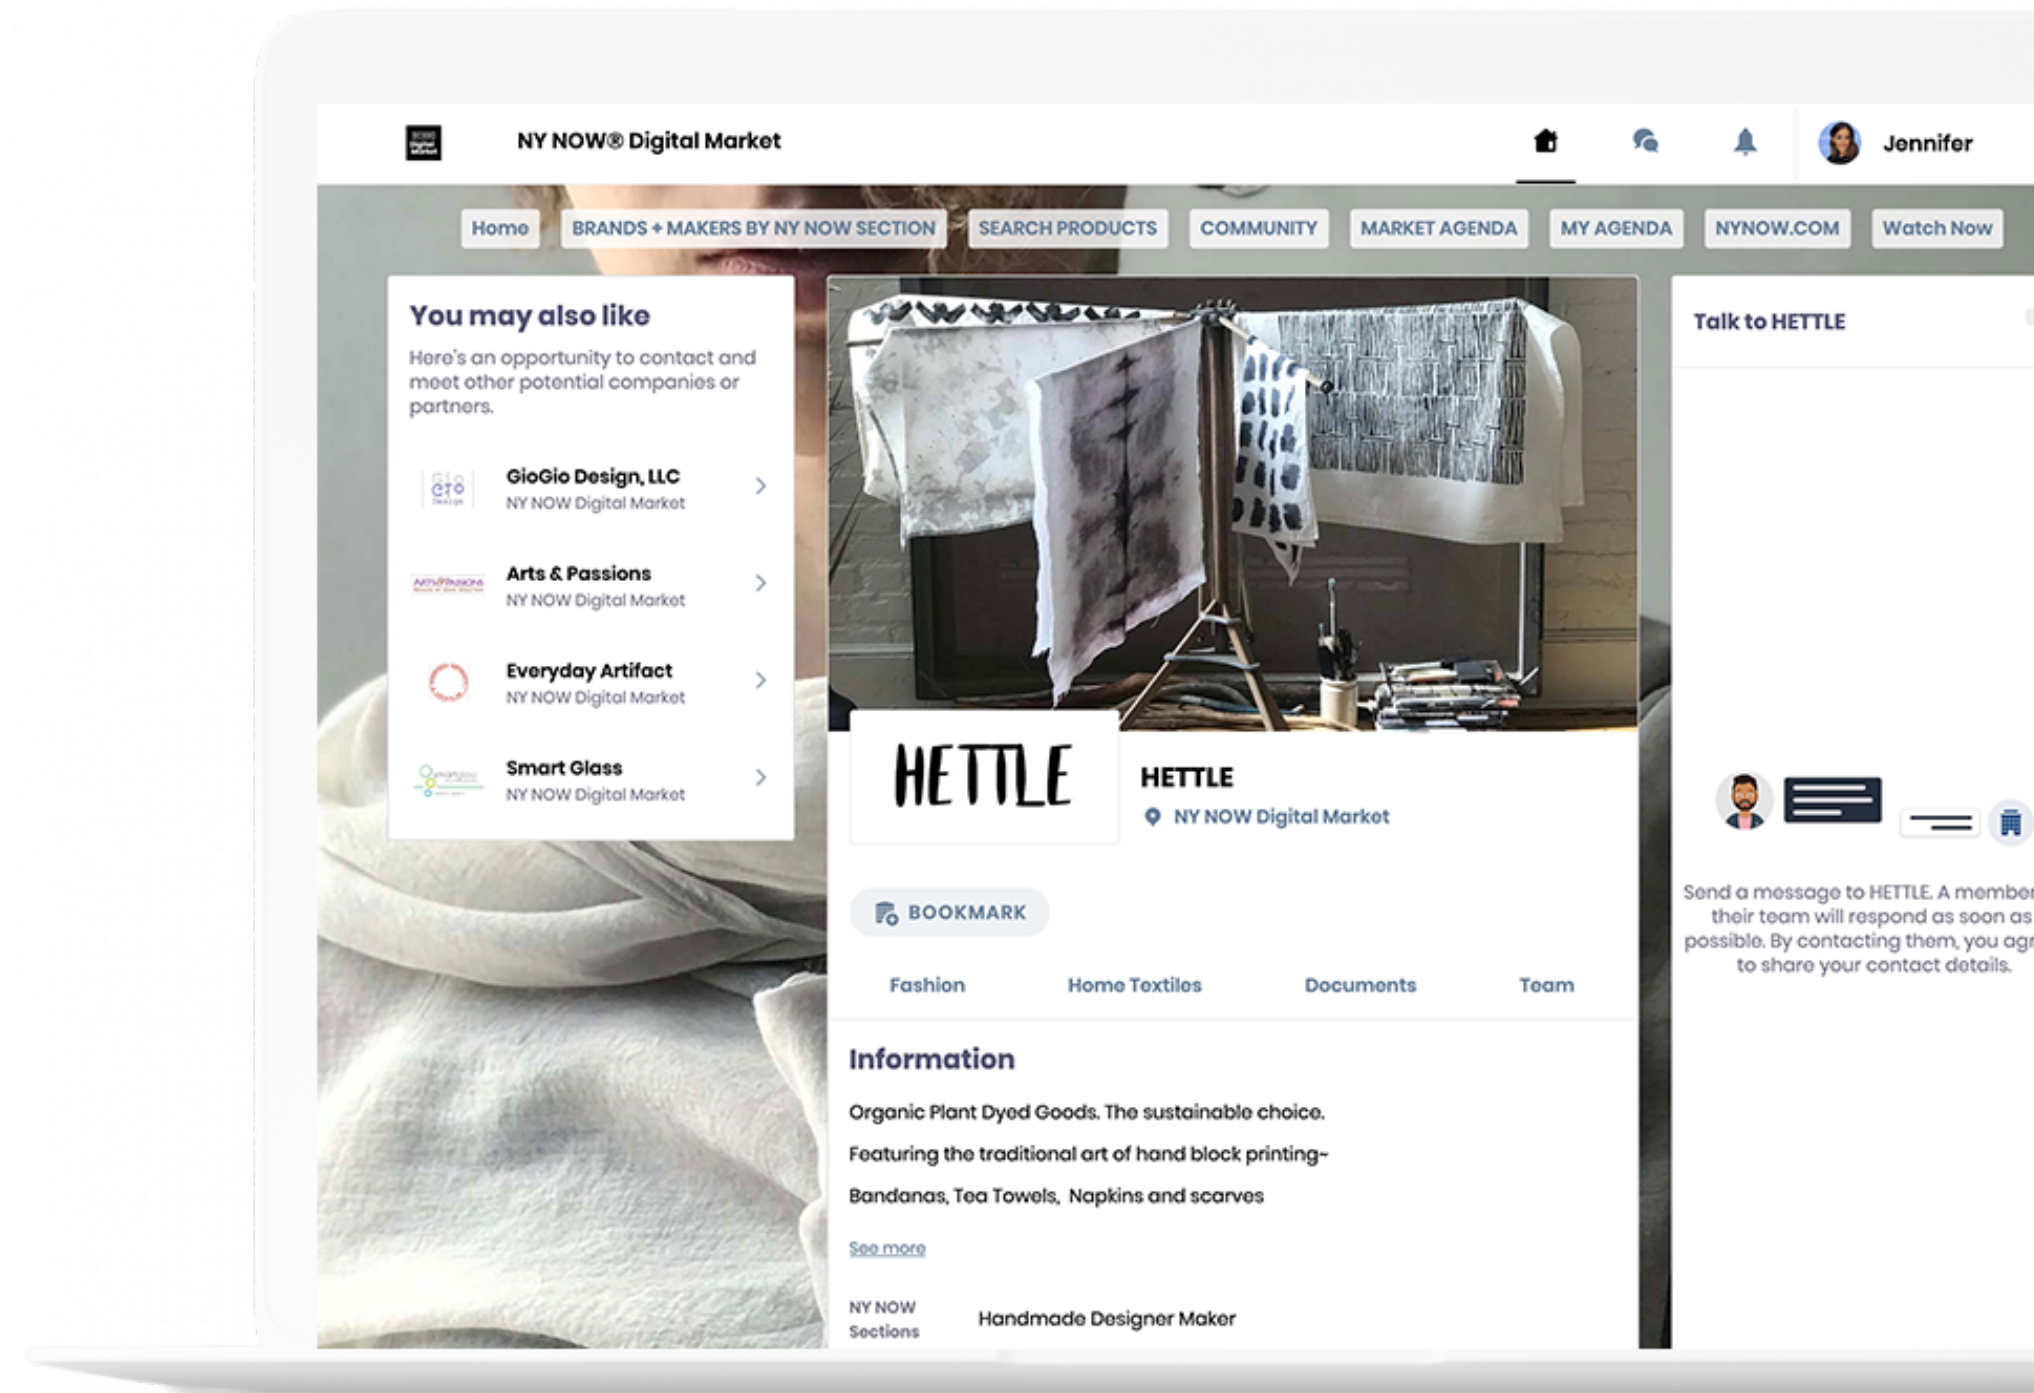 NY NOW® Digital Market
Jennifer
Home
BRANDS + MAKERS BY NY NOW SECTION
SEARCH PRODUCTS
COMMUNITY
MARKET AGENDA
MY AGENDA
NYNOW.COM
Watch Now
You may also like
Here's an opportunity to contact and
meet other potential companies or
partners.
GioGio Design, LLC
NY NOW Digital Market
Arts & Passions
NY NOW Digital Market
Everyday Artifact
NY NOW Digital Market
Smart Glass
NY NOW Digital Market
HETTLE
HETTLE
NY NOW Digital Market
BOOKMARK
Fashion
Home Textiles
Documents
Team
Information
Organic Plant Dyed Goods. The sustainable choice.
Featuring the traditional art of hand block printing~
Bandanas, Tea Towels,  Napkins and scarves
See more
NY NOW
Sections
Handmade Designer Maker
Talk to HETTLE
Send a message to HETTLE. A member
their team will respond as soon as
possible. By contacting them, you agr
to share your contact details.